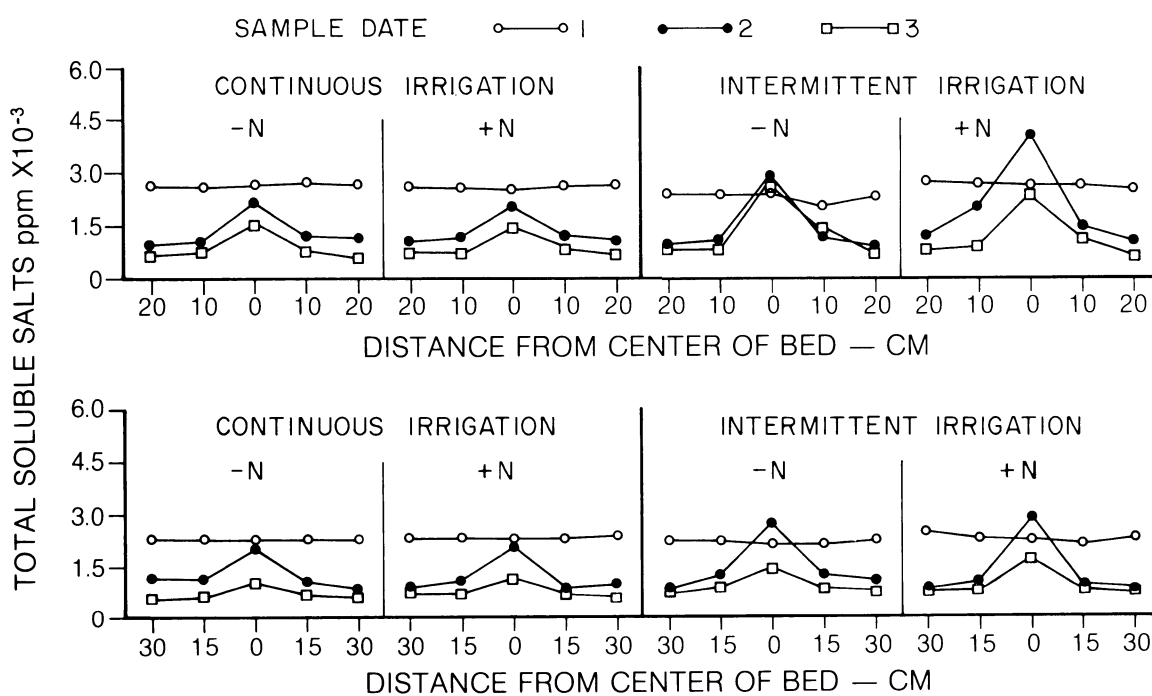 SAMPLE DATE 1 2 3
TOTAL SOLUBLE SALTS ppm X10⁻³
6.0
4.5
3.0
1.5
0
CONTINUOUS IRRIGATION INTERMITTENT IRRIGATION
-N +N -N +N
20 10 0 10 20 20 10 0 10 20 20 10 0 10 20 20 10 0 10 20
DISTANCE FROM CENTER OF BED — CM
6.0
4.5
3.0
1.5
0
CONTINUOUS IRRIGATION INTERMITTENT IRRIGATION
-N +N -N +N
30 15 0 15 30 30 15 0 15 30 30 15 0 15 30 30 15 0 15 30
DISTANCE FROM CENTER OF BED — CM